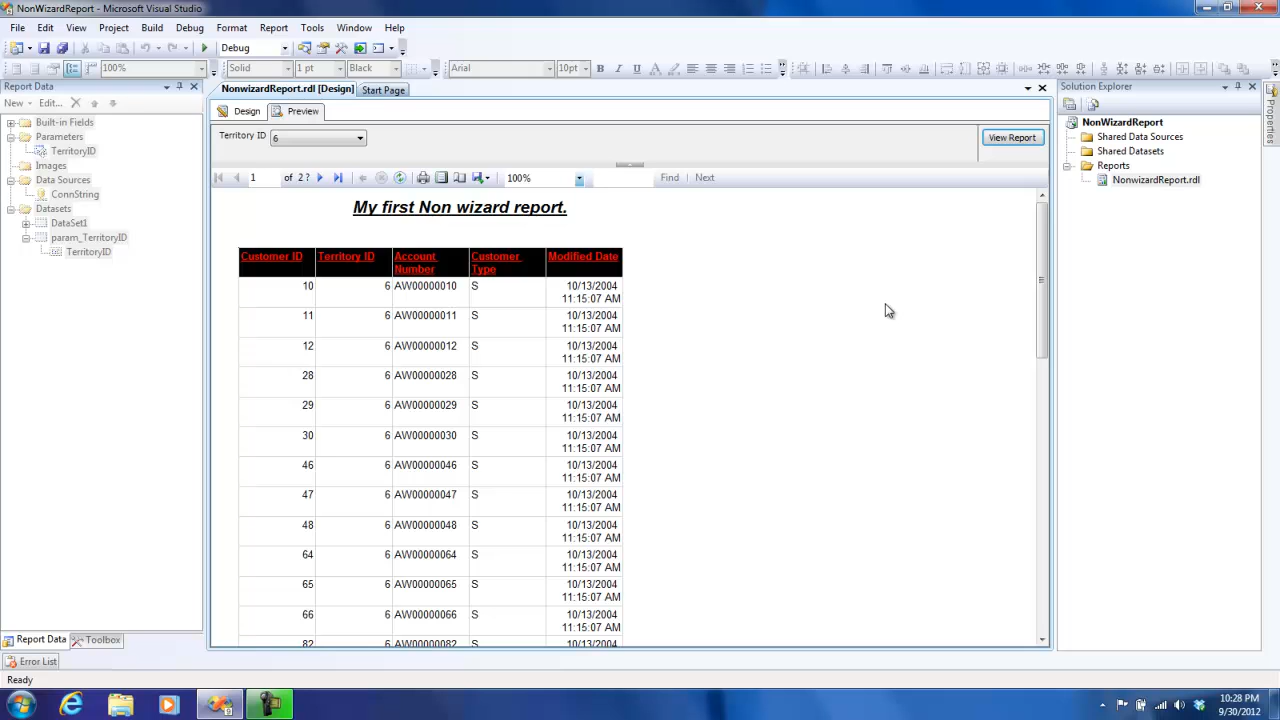 NonWizardReport - Microsoft Visual Studio
File Edit View Project Build Debug Format Report Tools Window Help
Debug
100% Solid 1 pt Black Arial 10pt B I U A
Report Data
New Edit...
Built-in Fields
Parameters
TerritoryID
Images
Data Sources
ConnString
Datasets
DataSet1
param_TerritoryID
TerritoryID
Report Data Toolbox
Error List
NonwizardReport.rdl [Design] Start Page
Design Preview
Territory ID 6 View Report
1 of 2 ? 100% Find Next
My first Non wizard report.
Customer ID Territory ID Account Number Customer Type Modified Date
10 6 AW00000010 S 10/13/2004 11:15:07 AM
11 6 AW00000011 S 10/13/2004 11:15:07 AM
12 6 AW00000012 S 10/13/2004 11:15:07 AM
28 6 AW00000028 S 10/13/2004 11:15:07 AM
29 6 AW00000029 S 10/13/2004 11:15:07 AM
30 6 AW00000030 S 10/13/2004 11:15:07 AM
46 6 AW00000046 S 10/13/2004 11:15:07 AM
47 6 AW00000047 S 10/13/2004 11:15:07 AM
48 6 AW00000048 S 10/13/2004 11:15:07 AM
64 6 AW00000064 S 10/13/2004 11:15:07 AM
65 6 AW00000065 S 10/13/2004 11:15:07 AM
66 6 AW00000066 S 10/13/2004 11:15:07 AM
82 6 AW00000082 S 10/13/2004
Solution Explorer
NonWizardReport
Shared Data Sources
Shared Datasets
Reports
NonwizardReport.rdl
Properties
Ready
10:28 PM
9/30/2012